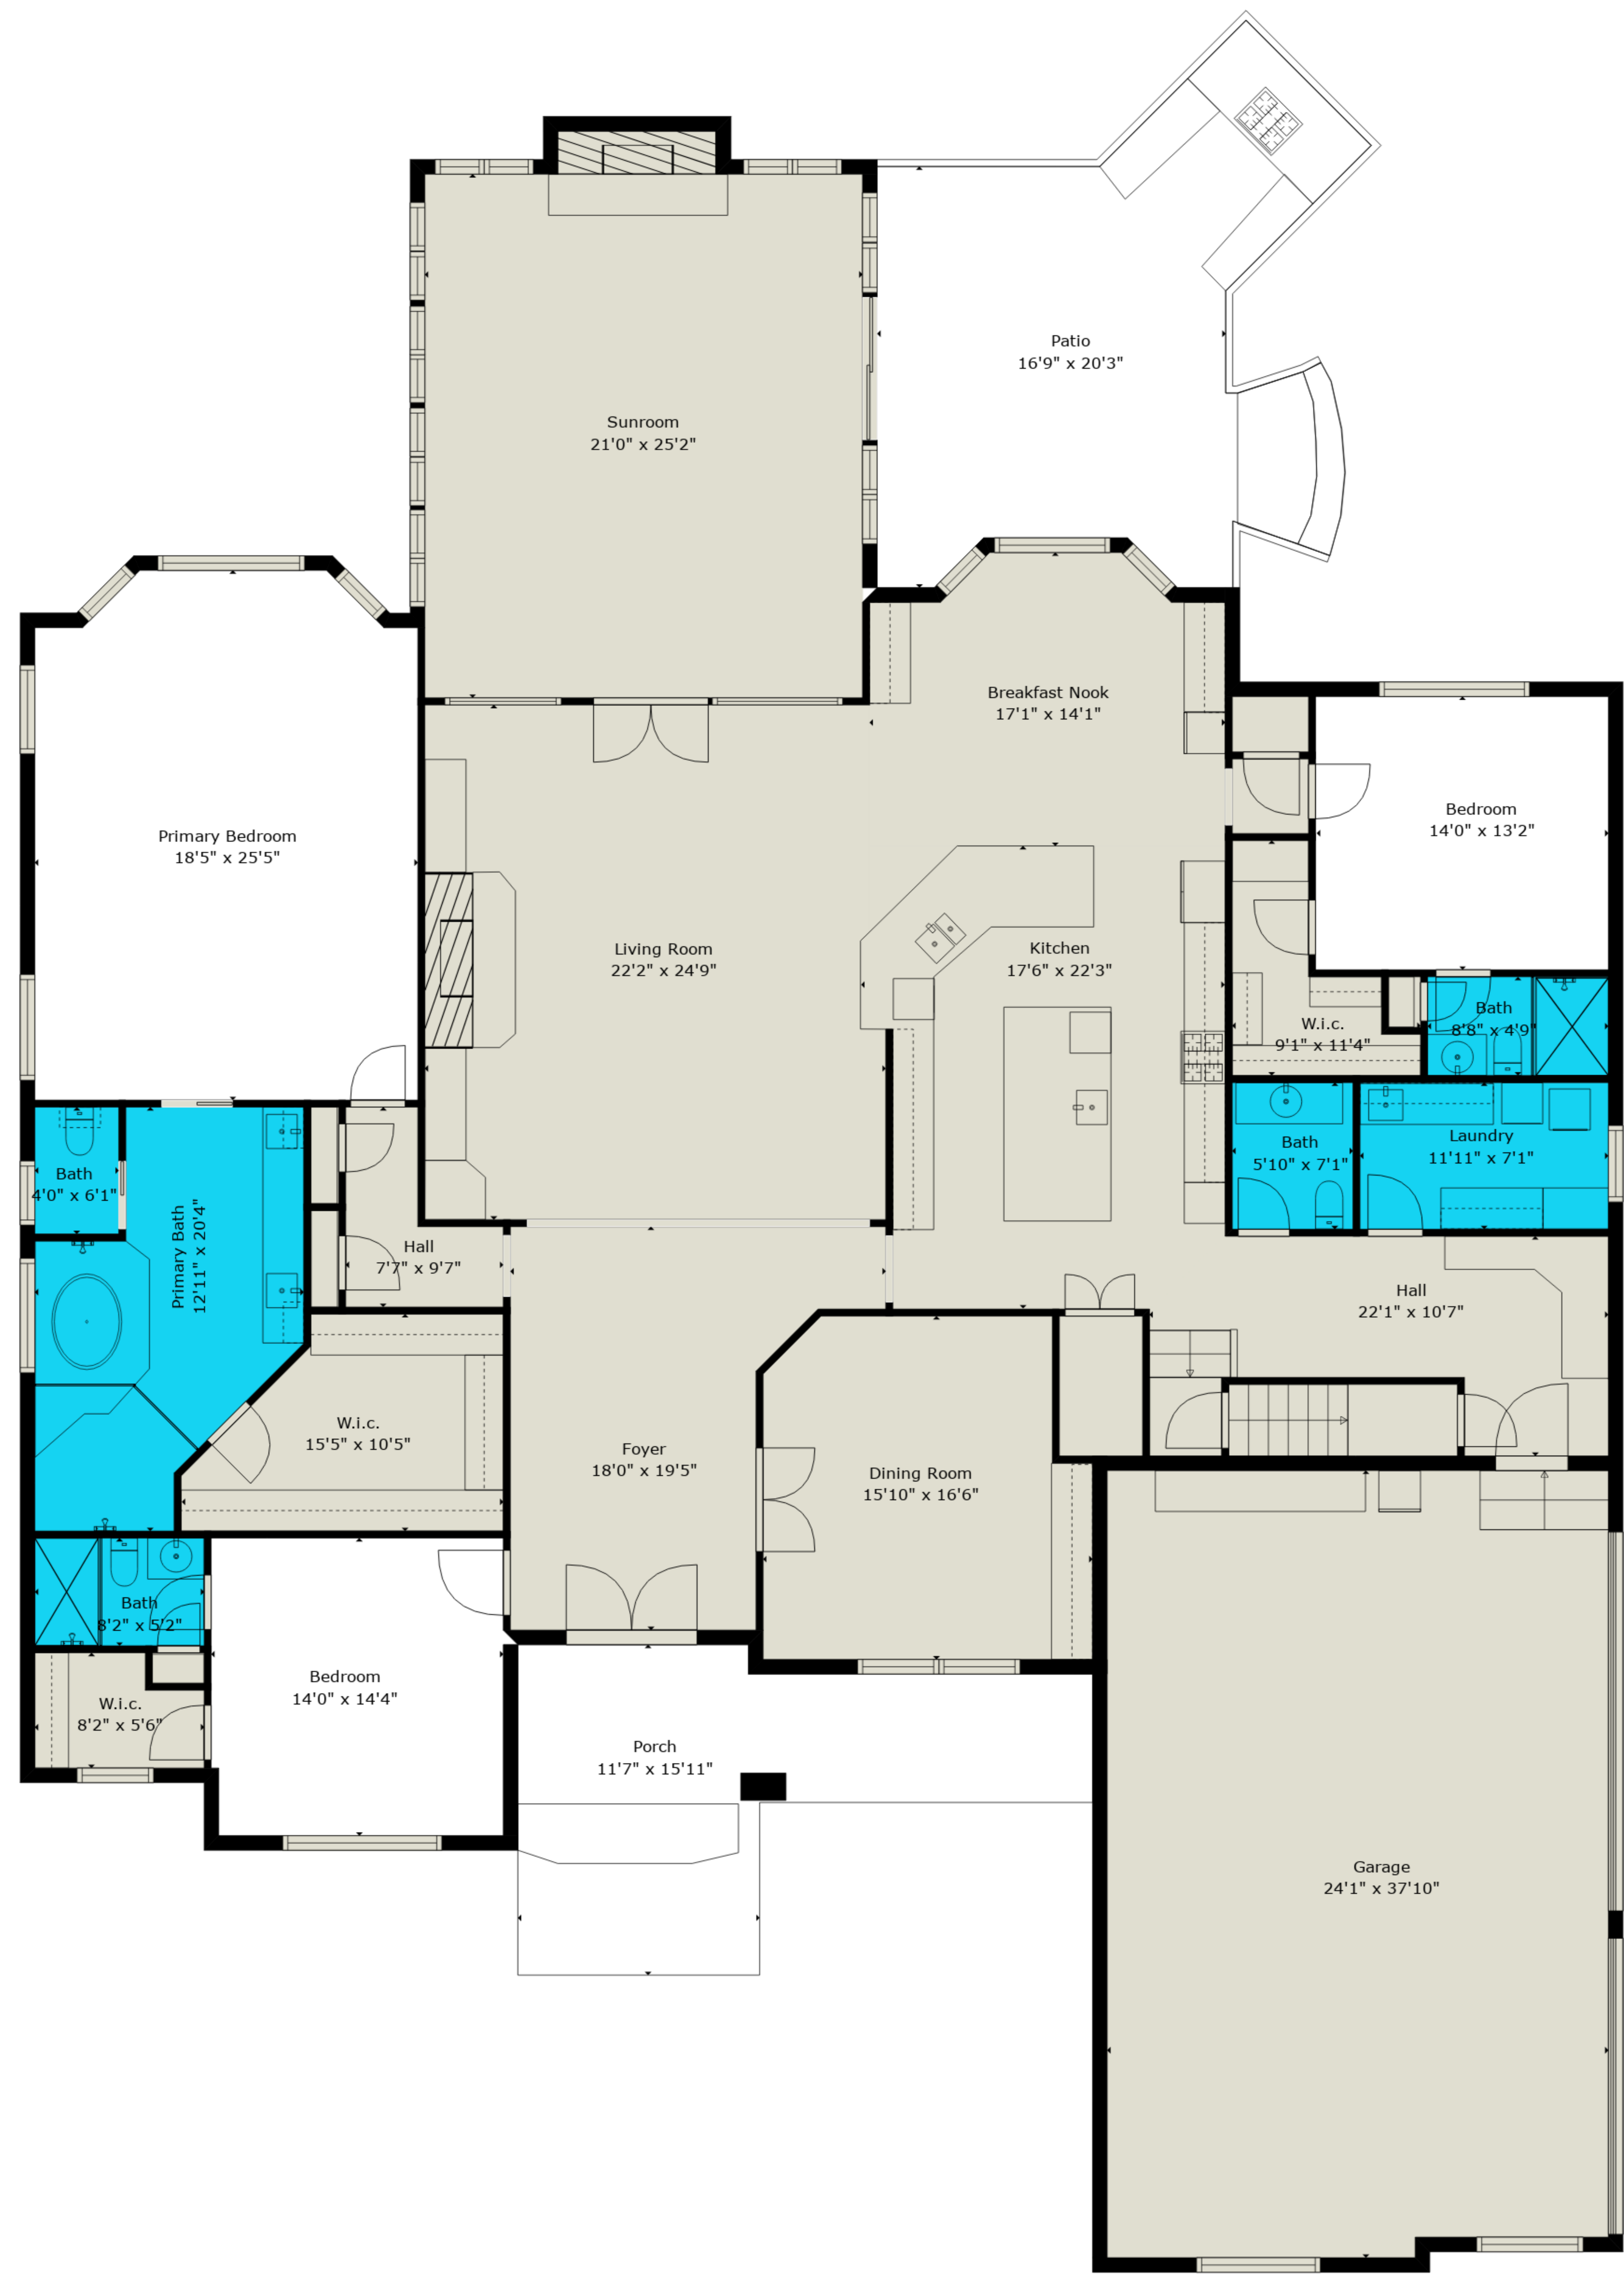 Patio
16'9" x 20'3"
Sunroom
21'0" x 25'2"
Breakfast Nook
17'1" x 14'1"
Primary Bedroom
18'5" x 25'5"
Bedroom
14'0" x 13'2"
Living Room
22'2" x 24'9"
Kitchen
17'6" x 22'3"
W.i.c.
9'1" x 11'4"
Bath
8'8" x 4'9"
Bath
4'0" x 6'1"
Primary Bath
12'11" x 20'4"
Bath
5'10" x 7'1"
Laundry
11'11" x 7'1"
Hall
7'7" x 9'7"
Hall
22'1" x 10'7"
W.i.c.
15'5" x 10'5"
Foyer
18'0" x 19'5"
Dining Room
15'10" x 16'6"
Bath
8'2" x 5'2"
Bedroom
14'0" x 14'4"
W.i.c.
8'2" x 5'6"
Porch
11'7" x 15'11"
Garage
24'1" x 37'10"